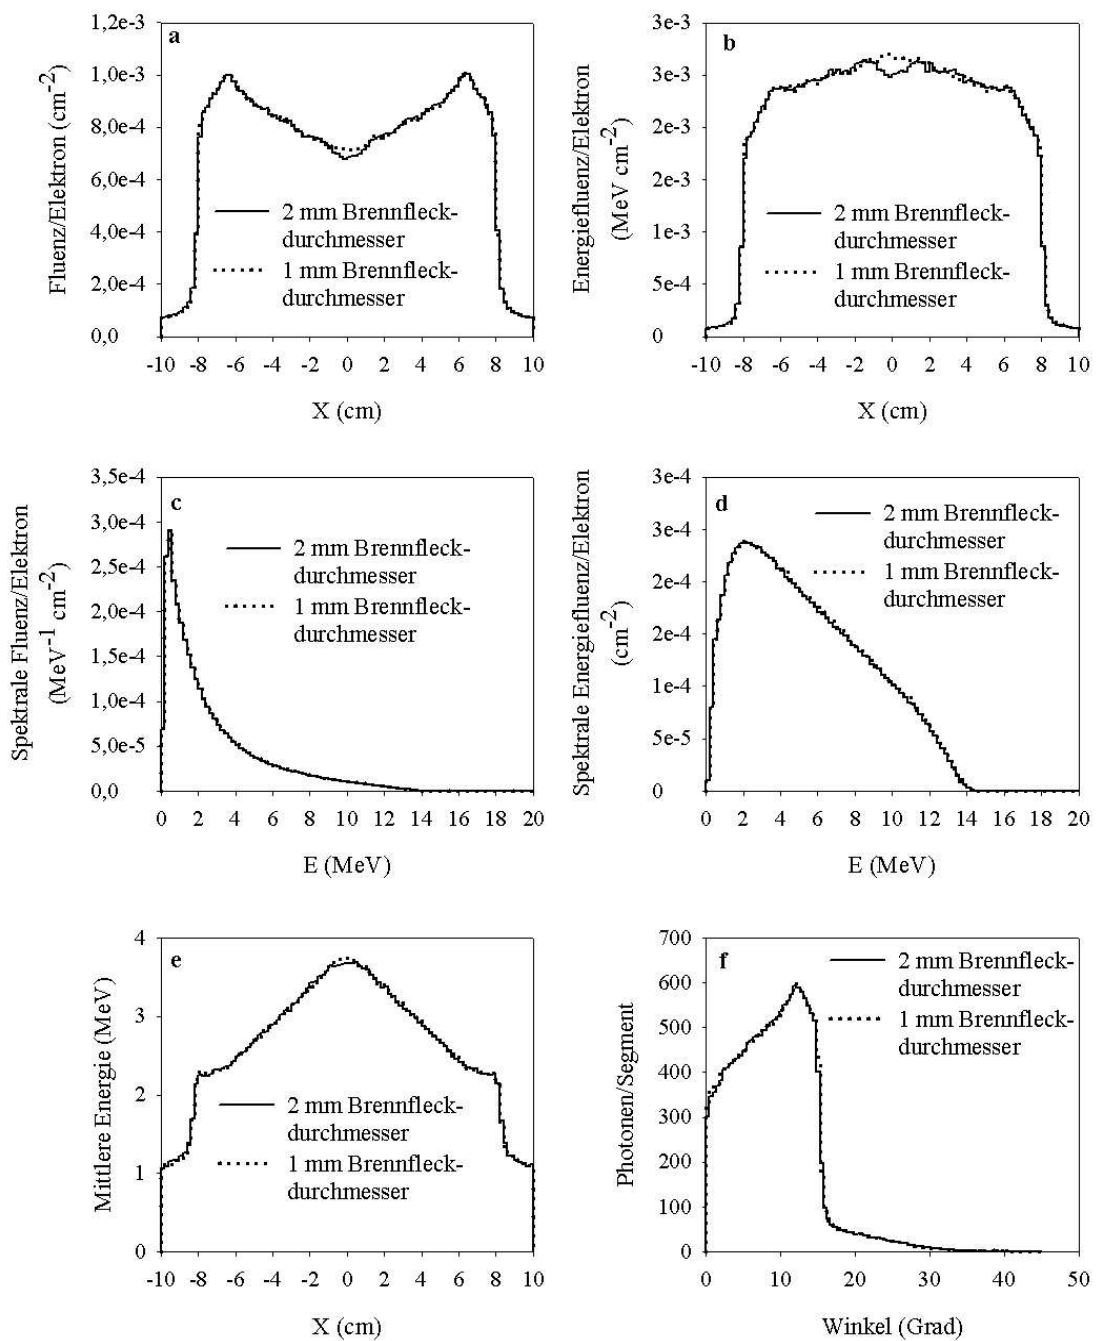 a
Fluenz/Elektron (cm-2)
1,2e-3
1,0e-3
8,0e-4
6,0e-4
4,0e-4
2,0e-4
0,0
2 mm Brennfleck-
durchmesser
1 mm Brennfleck-
durchmesser
-10 -8 -6 -4 -2 0 2 4 6 8 10
X (cm)
b
Energiefluenz/Elektron
(MeV cm-2)
3e-3
3e-3
2e-3
2e-3
1e-3
5e-4
0
2 mm Brennfleck-
durchmesser
1 mm Brennfleck-
durchmesser
-10 -8 -6 -4 -2 0 2 4 6 8 10
X (cm)
c
Spektrale Fluenz/Elektron
(MeV-1 cm-2)
3,5e-4
3,0e-4
2,5e-4
2,0e-4
1,5e-4
1,0e-4
5,0e-5
0,0
2 mm Brennfleck-
durchmesser
1 mm Brennfleck-
durchmesser
0 2 4 6 8 10 12 14 16 18 20
E (MeV)
d
Spektrale Energiefluenz/Elektron
(cm-2)
3e-4
3e-4
2e-4
2e-4
1e-4
5e-5
0
2 mm Brennfleck-
durchmesser
1 mm Brennfleck-
durchmesser
0 2 4 6 8 10 12 14 16 18 20
E (MeV)
e
Mittlere Energie (MeV)
4
3
2
1
0
2 mm Brennfleck-
durchmesser
1 mm Brennfleck-
durchmesser
-10 -8 -6 -4 -2 0 2 4 6 8 10
X (cm)
f
Photonen/Segment
700
600
500
400
300
200
100
0
2 mm Brennfleck-
durchmesser
1 mm Brennfleck-
durchmesser
0 10 20 30 40 50
Winkel (Grad)